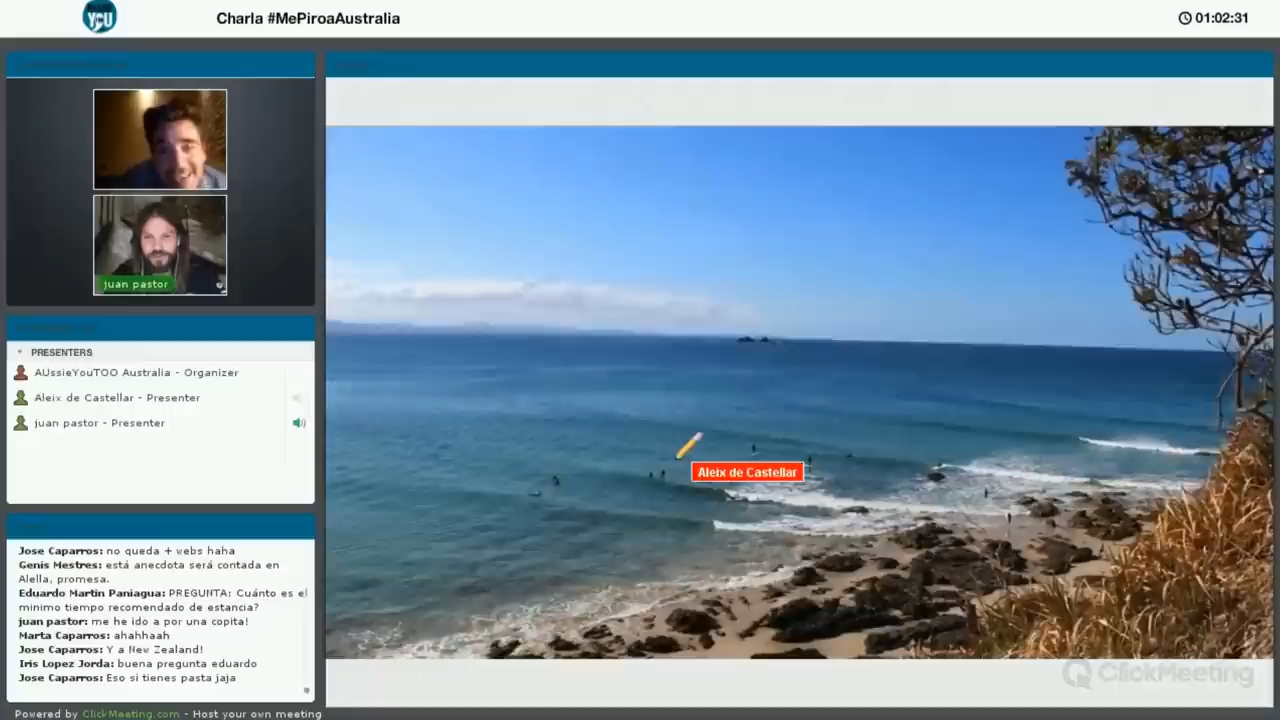 YOU
Charla #MePiroaAustralia
01:02:31
juan pastor
PRESENTERS
AUssieYouTOO Australia - Organizer
Aleix de Castellar - Presenter
juan pastor - Presenter
Jose Caparros: no queda + webs haha
Genis Mestres: está anecdota será contada en
Alella, promesa.
Eduardo Martin Paniagua: PREGUNTA: Cuánto es el
minimo tiempo recomendado de estancia?
juan pastor: me he ido a por una copita!
Marta Caparros: ahahhaah
Jose Caparros: Y a New Zealand!
Iris Lopez Jorda: buena pregunta eduardo
Jose Caparros: Eso si tienes pasta jaja
Powered by ClickMeeting.com - Host your own meeting
Aleix de Castellar
ClickMeeting